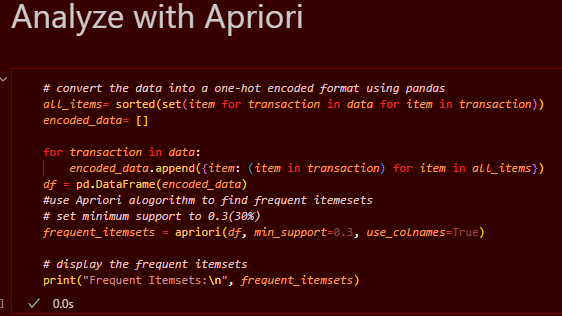 Analyze with Apriori
# convert the data into a one-hot encoded format using pandas
all_items= sorted(set(item for transaction in data for item in transaction))
encoded_data= []
for transaction in data:
encoded_data.append({item: (item in transaction) for item in all_items})
df = pd.DataFrame(encoded_data)
#use Apriori alogorithm to find frequent itemesets
# set minimum support to 0.3(30%)
frequent_itemsets = apriori(df, min_support=0.3, use_colnames=True)
# display the frequent itemsets
print("Frequent Itemsets:\n", frequent_itemsets)
] ✓ 0.0s